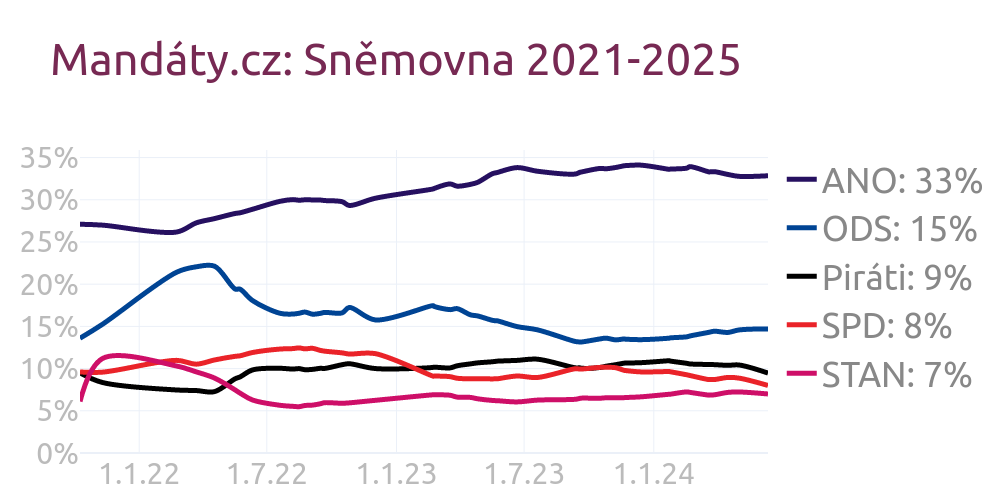 Mandáty.cz: Sněmovna 2021-2025
35%
30%
25%
20%
15%
10%
5%
0%
1.1.22 1.7.22 1.1.23 1.7.23 1.1.24
ANO: 33%
ODS: 15%
Piráti: 9%
SPD: 8%
STAN: 7%